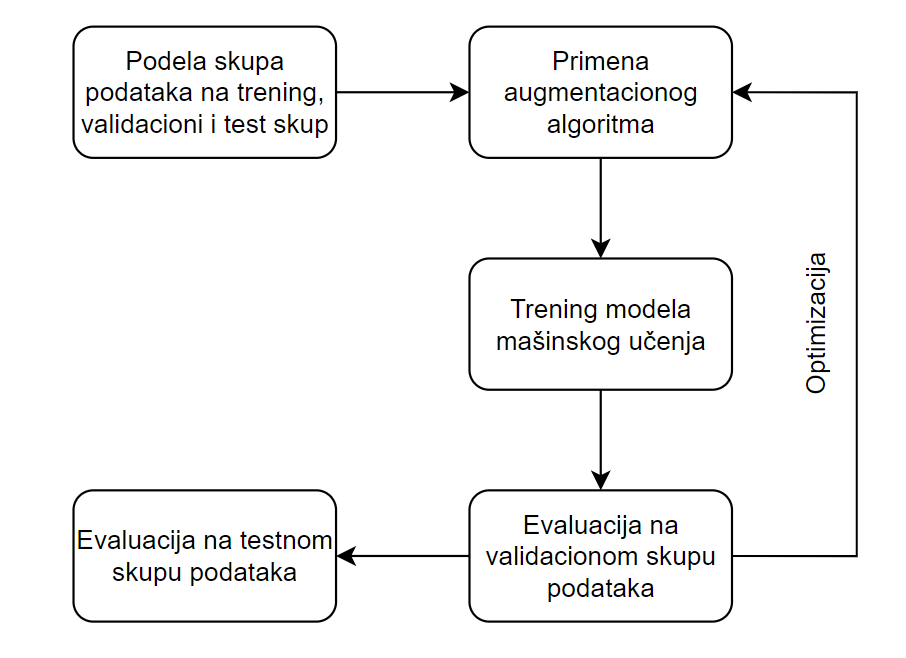 Podela skupa
podataka na trening,
validacioni i test skup
Primena
augmentacionog
algoritma
Trening modela
mašinskog učenja
Optimizacija
Evaluacija na
validacionom skupu
podataka
Evaluacija na testnom
skupu podataka